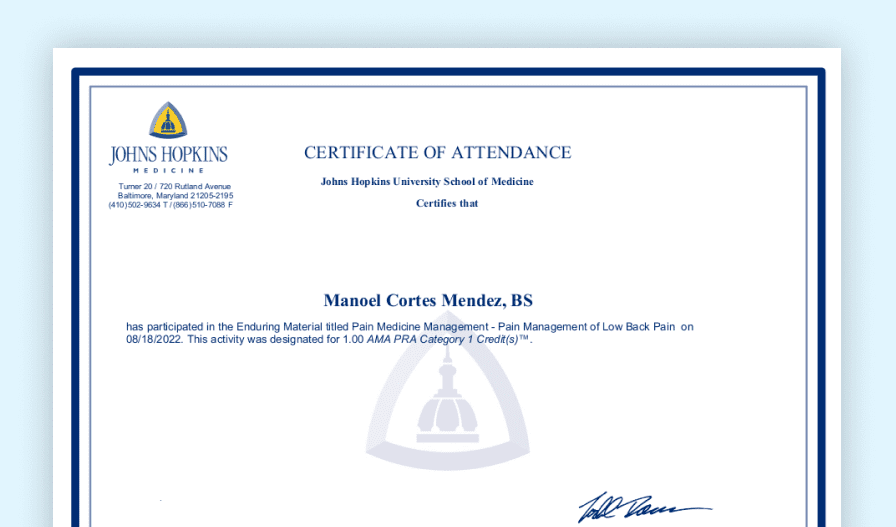 JOHNS HOPKINS
MEDICINE
Turner 20 / 720 Rutland Avenue
Baltimore, Maryland 21205-2195
(410)502-9634 T / (866)510-7088 F
CERTIFICATE OF ATTENDANCE
Johns Hopkins University School of Medicine
Certifies that
Manoel Cortes Mendez, BS
has participated in the Enduring Material titled Pain Medicine Management - Pain Management of Low Back Pain on
08/18/2022. This activity was designated for 1.00 AMA PRA Category 1 Credit(s)™.